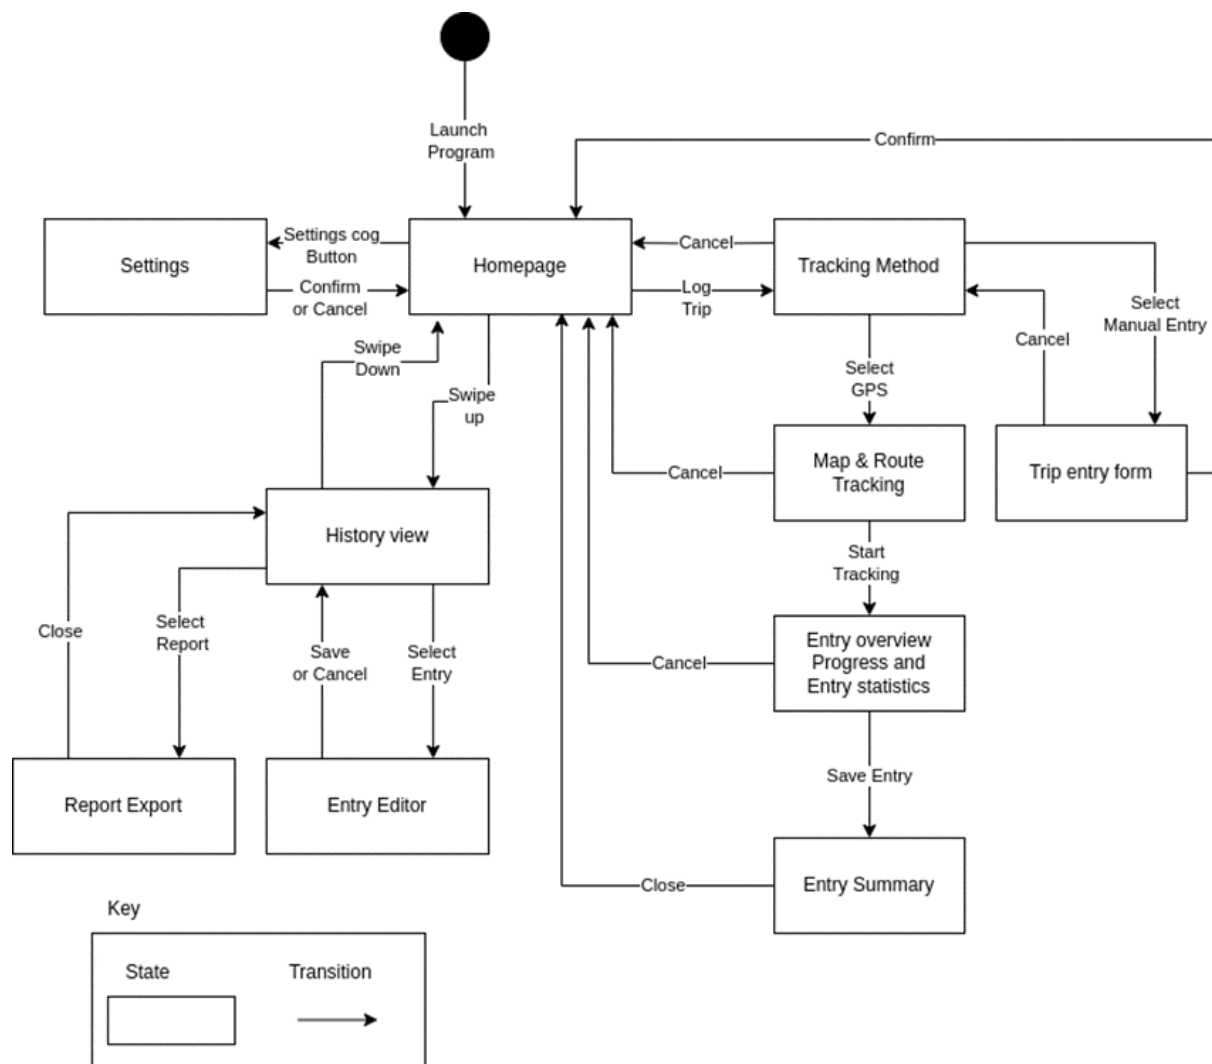 Launch
Program
Confirm
Settings
Settings cog
Button
Confirm
or Cancel
Homepage
Cancel
Log
Trip
Tracking Method
Select
Manual Entry
Cancel
Swipe
Down
Swipe
up
Select
GPS
Cancel
Map & Route
Tracking
Trip entry form
History view
Start
Tracking
Close
Select
Report
Save
or Cancel
Select
Entry
Cancel
Entry overview
Progress and
Entry statistics
Save Entry
Report Export
Entry Editor
Close
Entry Summary
Key
State
Transition